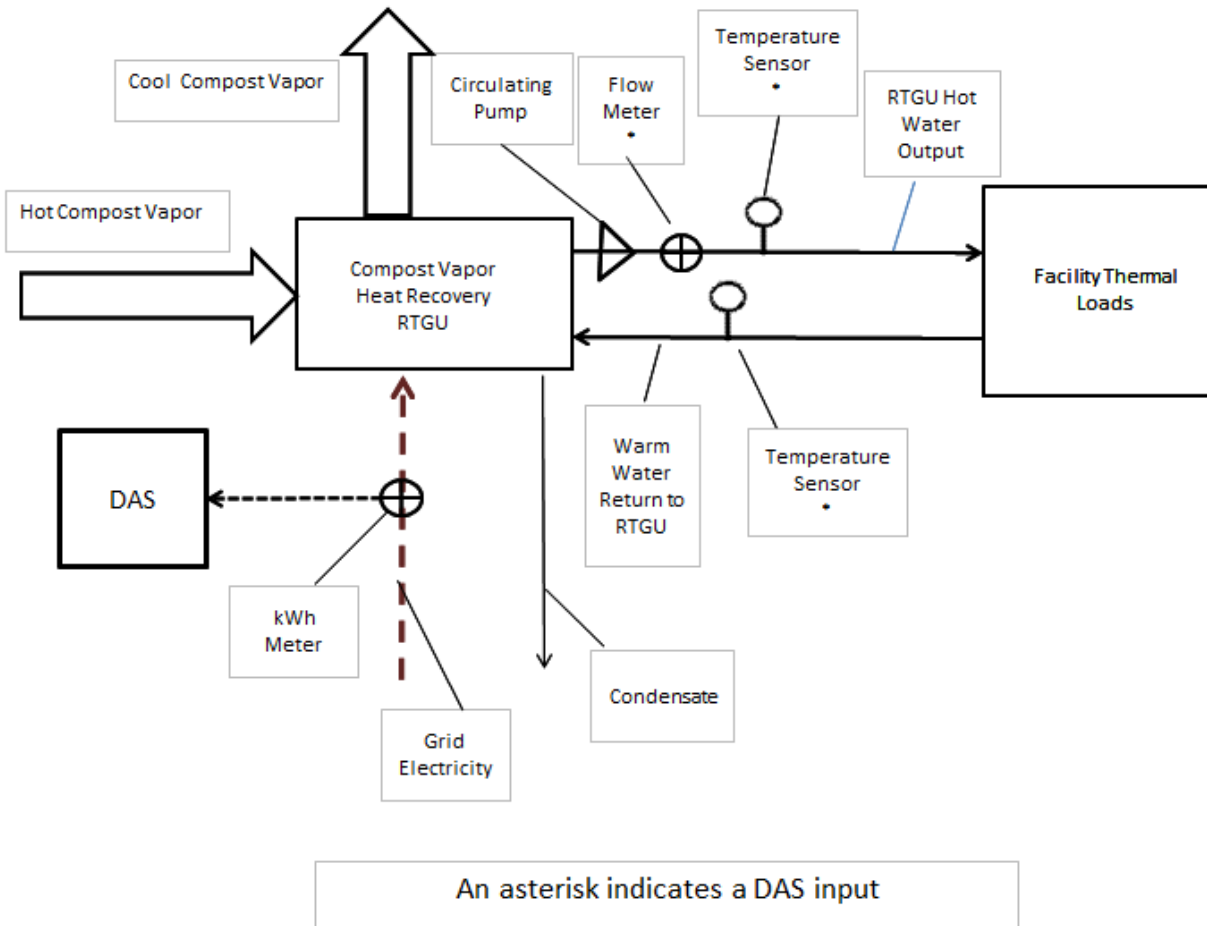 Cool Compost Vapor
Circulating
Pump
Flow
Meter
*
Temperature
Sensor
*
RTGU Hot
Water
Output
Hot Compost Vapor
Compost Vapor
Heat Recovery
RTGU
Facility Thermal
Loads
DAS
Warm
Water
Return to
RTGU
Temperature
Sensor
*
kWh
Meter
Condensate
Grid
Electricity
An asterisk indicates a DAS input